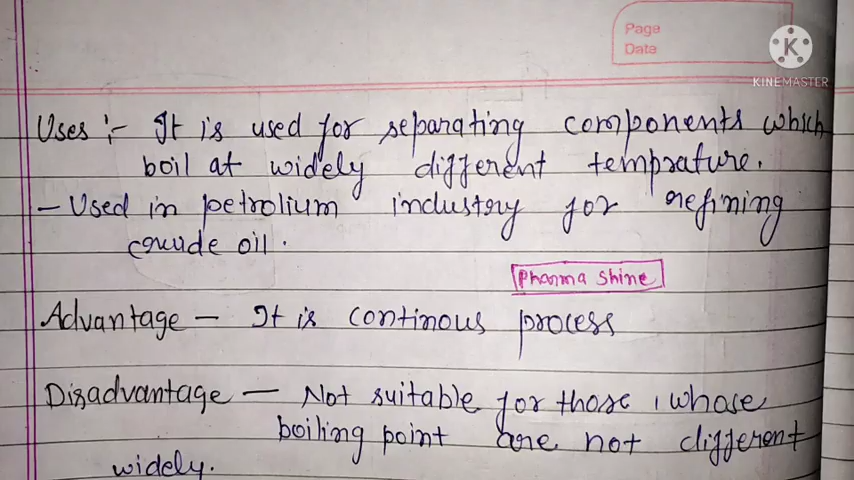 Page
Date
KINEMASTER
Uses :- It is used for separating components which
boil at widely different temprature.
- Used in petrolium industry for refining
crude oil.
Pharma Shine
Advantage - It is continous process
Disadvantage - Not suitable for those, whose
boiling point are not different
widely.